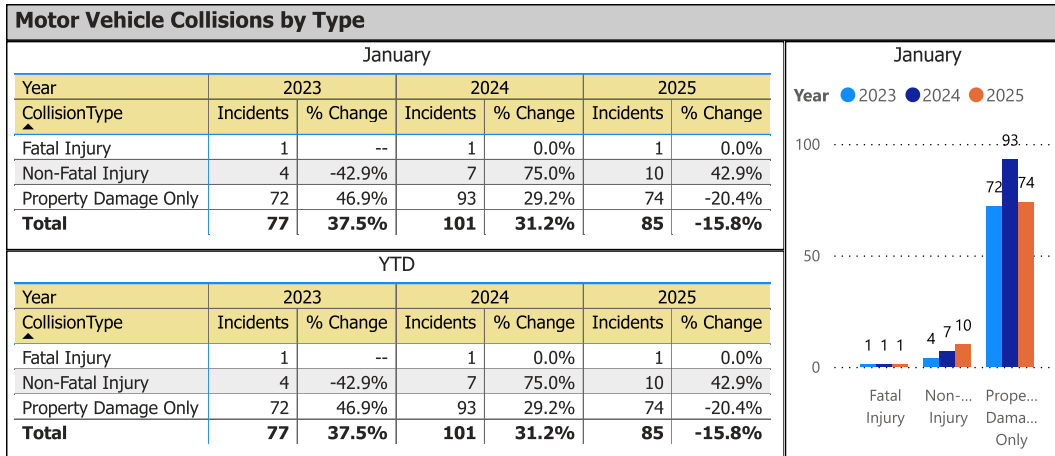 Motor Vehicle Collisions by Type
January
Year 2023 2024 2025
CollisionType Incidents % Change Incidents % Change Incidents % Change
Fatal Injury 1 -- 1 0.0% 1 0.0%
Non-Fatal Injury 4 -42.9% 7 75.0% 10 42.9%
Property Damage Only 72 46.9% 93 29.2% 74 -20.4%
Total 77 37.5% 101 31.2% 85 -15.8%
YTD
Year 2023 2024 2025
CollisionType Incidents % Change Incidents % Change Incidents % Change
Fatal Injury 1 -- 1 0.0% 1 0.0%
Non-Fatal Injury 4 -42.9% 7 75.0% 10 42.9%
Property Damage Only 72 46.9% 93 29.2% 74 -20.4%
Total 77 37.5% 101 31.2% 85 -15.8%
January
Year 2023 2024 2025
100
50
0
1 1 1
4 7 10
72 93 74
Fatal Non-... Prope...
Injury Injury Dama...
Only